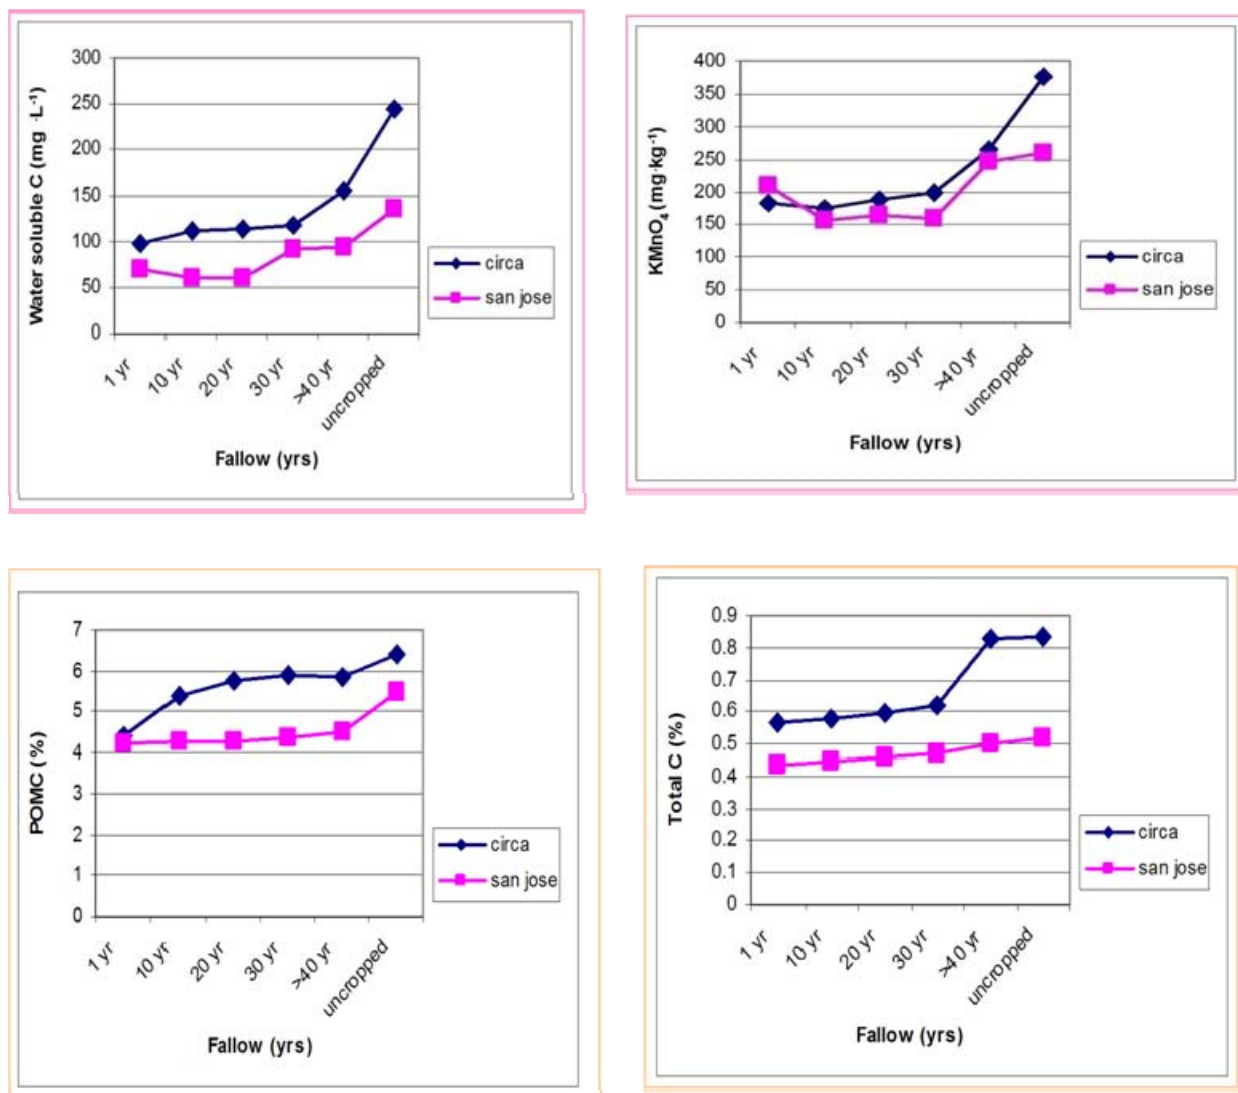 300
250
200
150
100
50
0
Water soluble C (mg ·L⁻¹)
1 yr
10 yr
20 yr
30 yr
>40 yr
uncropped
Fallow (yrs)
circa
san jose
400
350
300
250
200
150
100
50
0
KMnO₄ (mg·kg⁻¹)
1 yr
10 yr
20 yr
30 yr
>40 yr
uncropped
Fallow (yrs)
circa
san jose
7
6
5
4
3
2
1
0
POMC (%)
1 yr
10 yr
20 yr
30 yr
>40 yr
uncropped
Fallow (yrs)
circa
san jose
0.9
0.8
0.7
0.6
0.5
0.4
0.3
0.2
0.1
0
Total C (%)
1 yr
10 yr
20 yr
30 yr
>40 yr
uncropped
Fallow (yrs)
circa
san jose